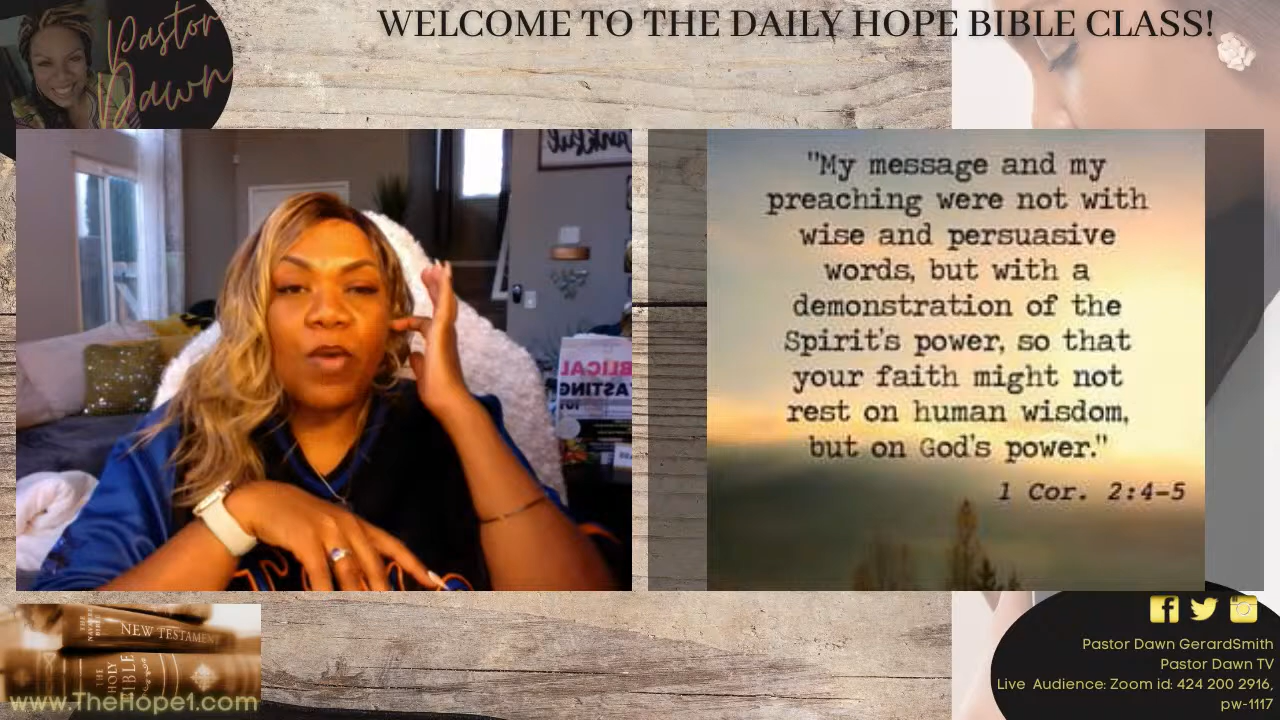 WELCOME TO THE DAILY HOPE BIBLE CLASS!
Pastor
Dawn
"My message and my
preaching were not with
wise and persuasive
words, but with a
demonstration of the
Spirit's power, so that
your faith might not
rest on human wisdom,
but on God's power."
1 Cor. 2:4-5
NEW TESTAMENT
THE
HOLY
BIBLE
www.TheHope1.com
Pastor Dawn GerardSmith
Pastor Dawn TV
Live Audience: Zoom id: 424 200 2916,
pw-1117